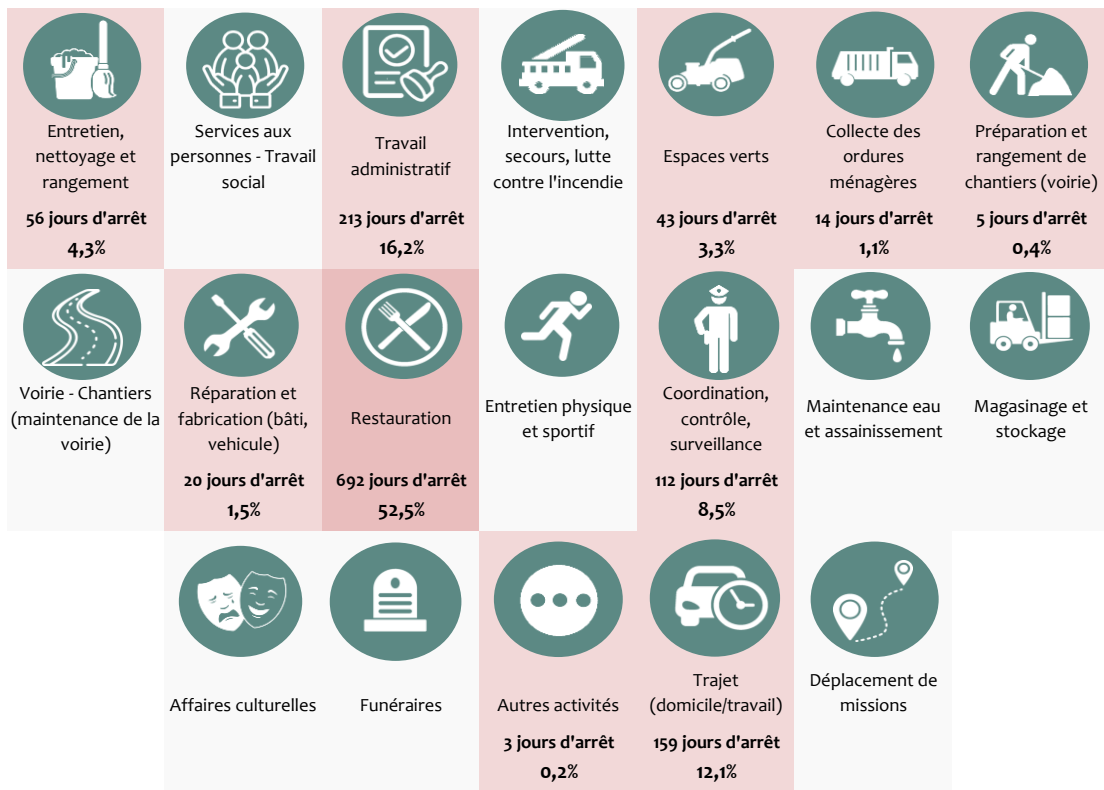 Entretien,
nettoyage et
rangement
56 jours d'arrêt
4,3%
Services aux
personnes - Travail
social
Travail
administratif
213 jours d'arrêt
16,2%
Intervention,
secours, lutte
contre l'incendie
Espaces verts
43 jours d'arrêt
3,3%
Collecte des
ordures
ménagères
14 jours d'arrêt
1,1%
Préparation et
rangement de
chantiers (voirie)
5 jours d'arrêt
0,4%
Voirie - Chantiers
(maintenance de la
voirie)
Réparation et
fabrication (bâti,
vehicule)
20 jours d'arrêt
1,5%
Restauration
692 jours d'arrêt
52,5%
Entretien physique
et sportif
Coordination,
contrôle,
surveillance
112 jours d'arrêt
8,5%
Maintenance eau
et assainissement
Magasinage et
stockage
Affaires culturelles
Funéraires
Autres activités
3 jours d'arrêt
0,2%
Trajet
(domicile/travail)
159 jours d'arrêt
12,1%
Déplacement de
missions